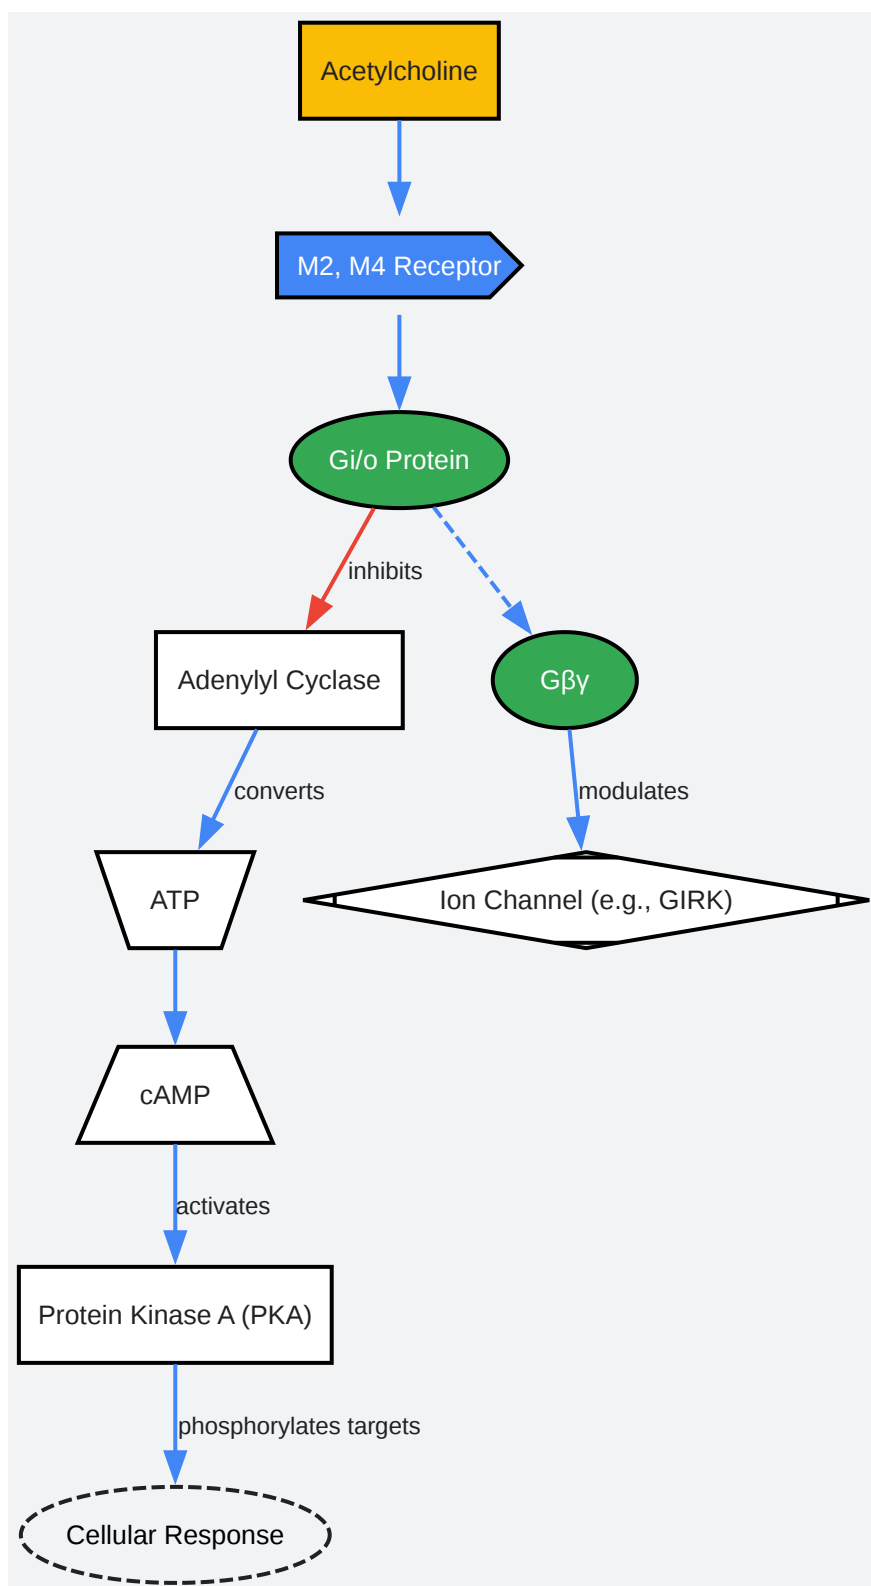 Acetylcholine
M2, M4 Receptor
Gi/o Protein
inhibits
Adenylyl Cyclase
Gβγ
converts
modulates
ATP
Ion Channel (e.g., GIRK)
cAMP
activates
Protein Kinase A (PKA)
phosphorylates targets
Cellular Response